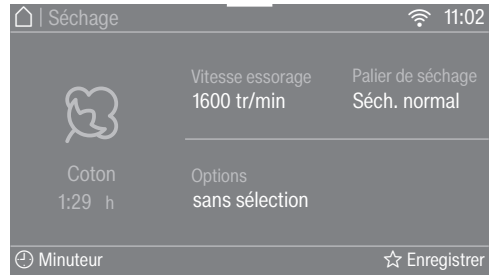 | Séchage 11:02
Vitesse essorage Palier de séchage
1600 tr/min Séch. normal
Coton
1:29 h
Options
sans sélection
Minuteur Enregistrer